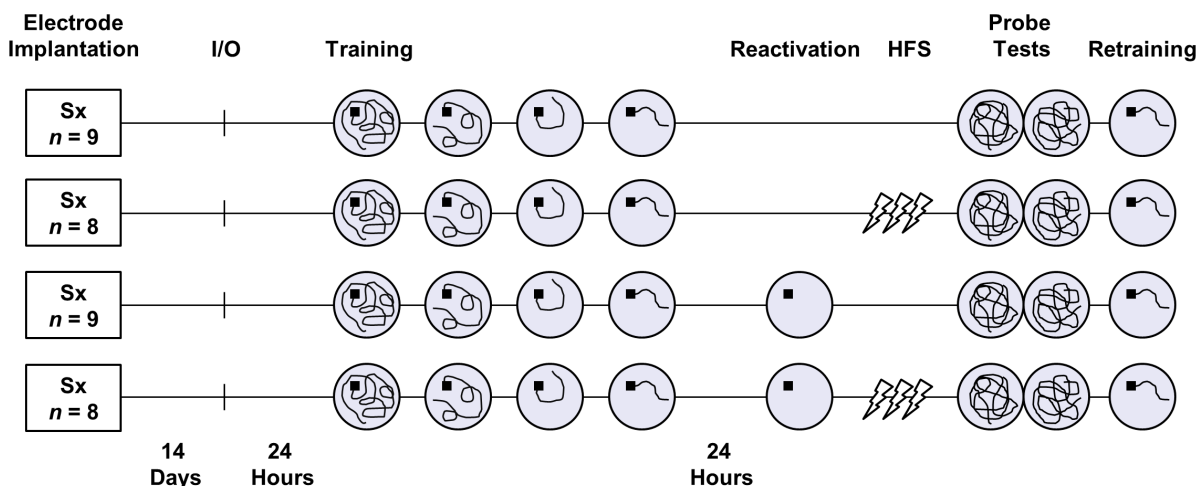 Electrode
Implantation
I/O
Training
Reactivation
HFS
Probe
Tests
Retraining
Sx
n = 9
Sx
n = 8
Sx
n = 9
Sx
n = 8
14
Days
24
Hours
24
Hours